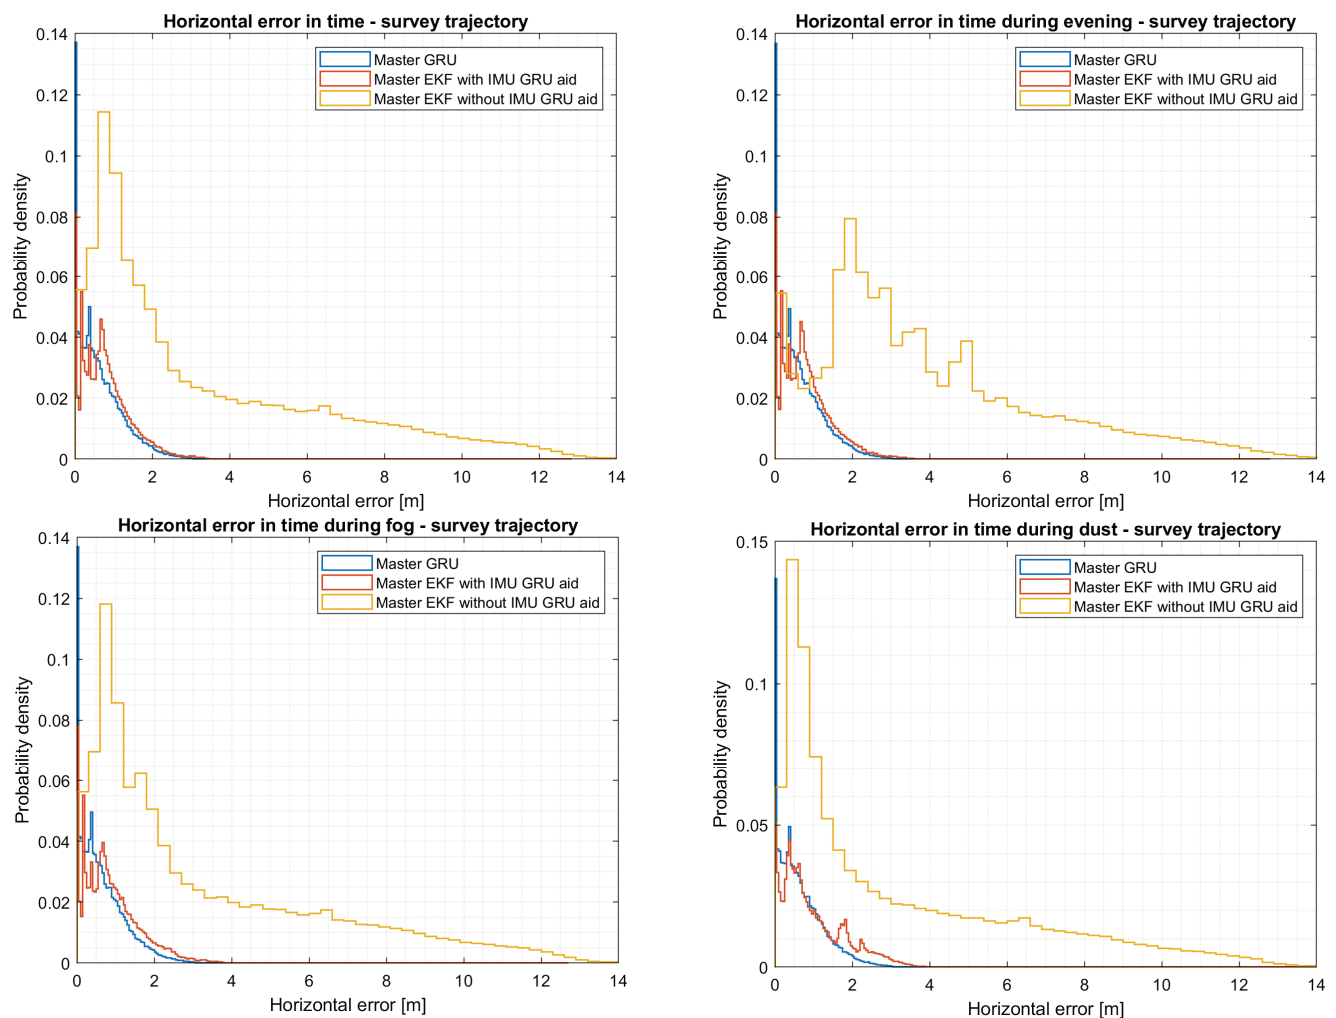 Horizontal error in time - survey trajectory
0.14
0.12
0.1
0.08
0.06
0.04
0.02
0
Probability density
Master GRU
Master EKF with IMU GRU aid
Master EKF without IMU GRU aid
0 2 4 6 8 10 12 14
Horizontal error [m]
Horizontal error in time during evening - survey trajectory
0.14
0.12
0.1
0.08
0.06
0.04
0.02
0
Probability density
Master GRU
Master EKF with IMU GRU aid
Master EKF without IMU GRU aid
0 2 4 6 8 10 12 14
Horizontal error [m]
Horizontal error in time during fog - survey trajectory
0.14
0.12
0.1
0.08
0.06
0.04
0.02
0
Probability density
Master GRU
Master EKF with IMU GRU aid
Master EKF without IMU GRU aid
0 2 4 6 8 10 12 14
Horizontal error [m]
Horizontal error in time during dust - survey trajectory
0.15
0.1
0.05
0
Probability density
Master GRU
Master EKF with IMU GRU aid
Master EKF without IMU GRU aid
0 2 4 6 8 10 12 14
Horizontal error [m]